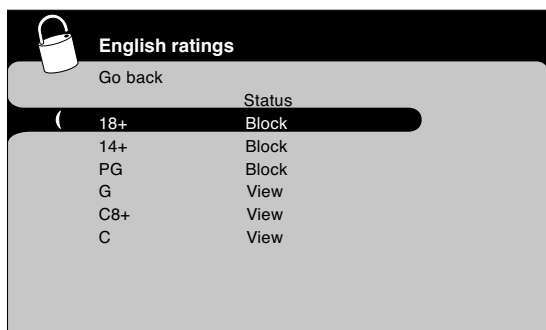 English ratings
Go back
Status
18+ Block
14+ Block
PG Block
G View
C8+ View
C View